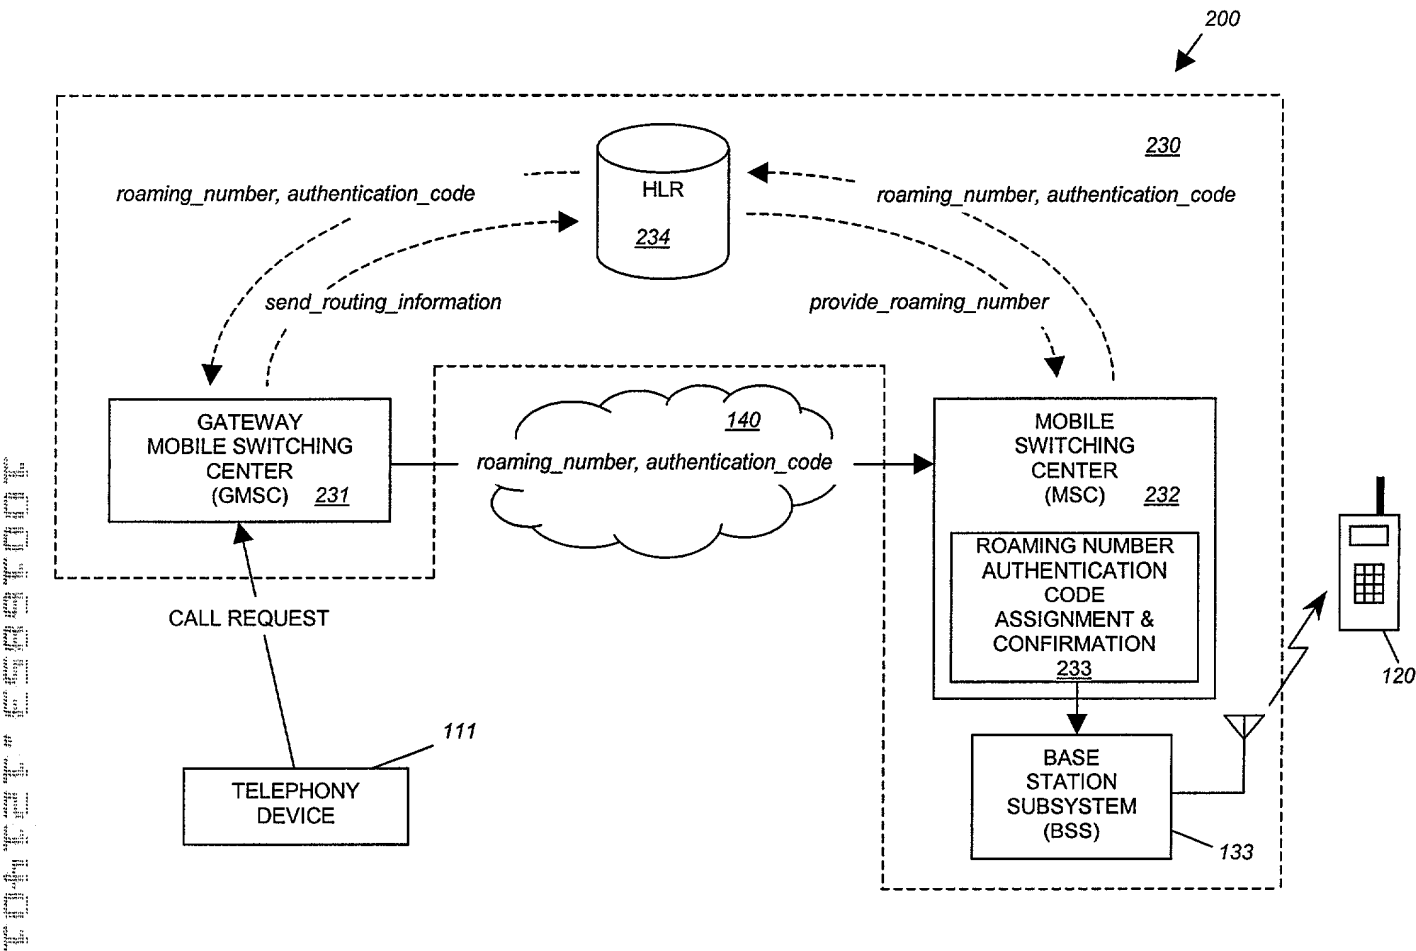 200
230
HLR
234
roaming_number, authentication_code
roaming_number, authentication_code
send_routing_information
provide_roaming_number
GATEWAY
MOBILE SWITCHING
CENTER
(GMSC) 231
140
roaming_number, authentication_code
MOBILE
SWITCHING
CENTER
(MSC) 232
ROAMING NUMBER
AUTHENTICATION
CODE
ASSIGNMENT &
CONFIRMATION
233
120
CALL REQUEST
111
TELEPHONY
DEVICE
BASE
STATION
SUBSYSTEM
(BSS)
133